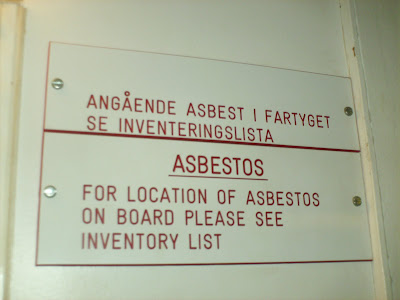 ANGÅENDE ASBEST I FARTYGET
SE INVENTERINGSLISTA
ASBESTOS
FOR LOCATION OF ASBESTOS
ON BOARD PLEASE SEE
INVENTORY LIST